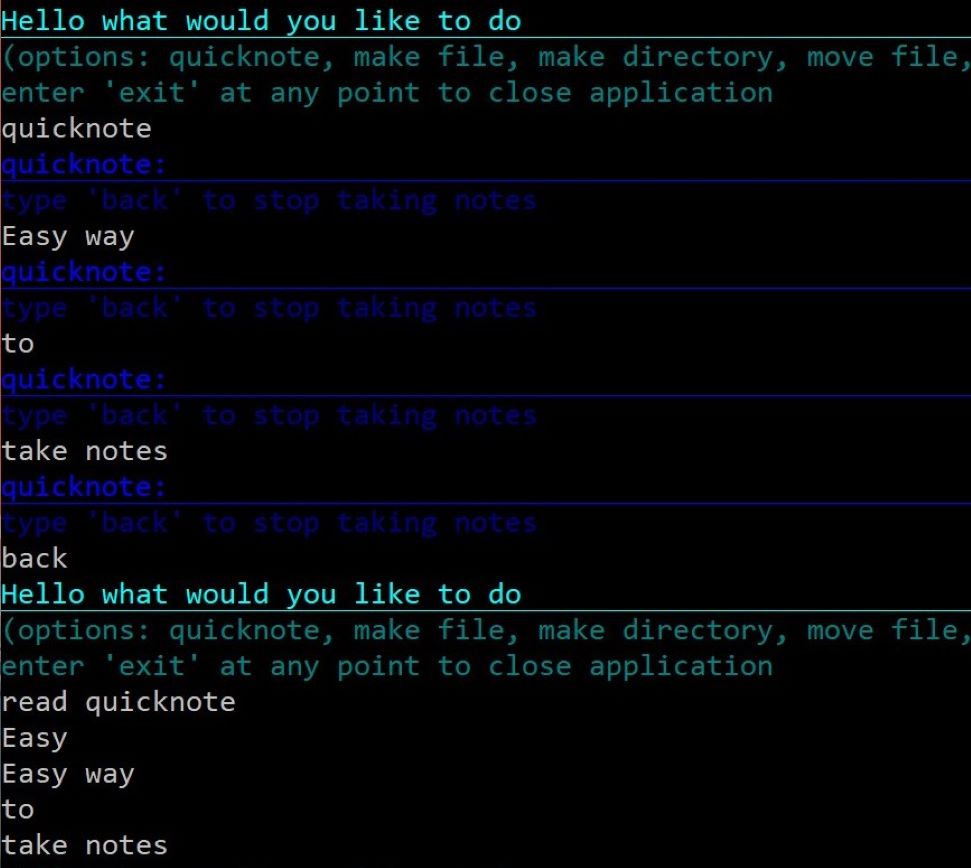 Hello what would you like to do
(options: quicknote, make file, make directory, move file,
enter 'exit' at any point to close application
quicknote
quicknote:
type 'back' to stop taking notes
Easy way
quicknote:
type 'back' to stop taking notes
to
quicknote:
type 'back' to stop taking notes
take notes
quicknote:
type 'back' to stop taking notes
back
Hello what would you like to do
(options: quicknote, make file, make directory, move file,
enter 'exit' at any point to close application
read quicknote
Easy
Easy way
to
take notes